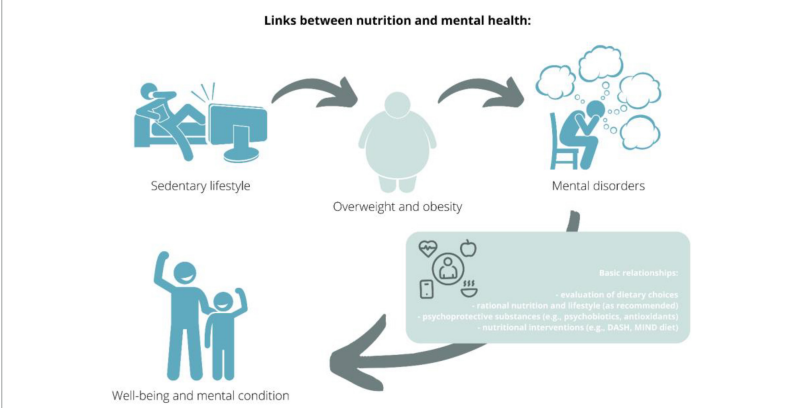 Links between nutrition and mental health:
Sedentary lifestyle
Overweight and obesity
Mental disorders
Basic relationships:
- evaluation of dietary choices
- rational nutrition and lifestyle (as recommended)
- psychoprotective substances (e.g., psychobiotics, antioxidants)
- nutritional interventions (e.g., DASH, MIND diet)
Well-being and mental condition